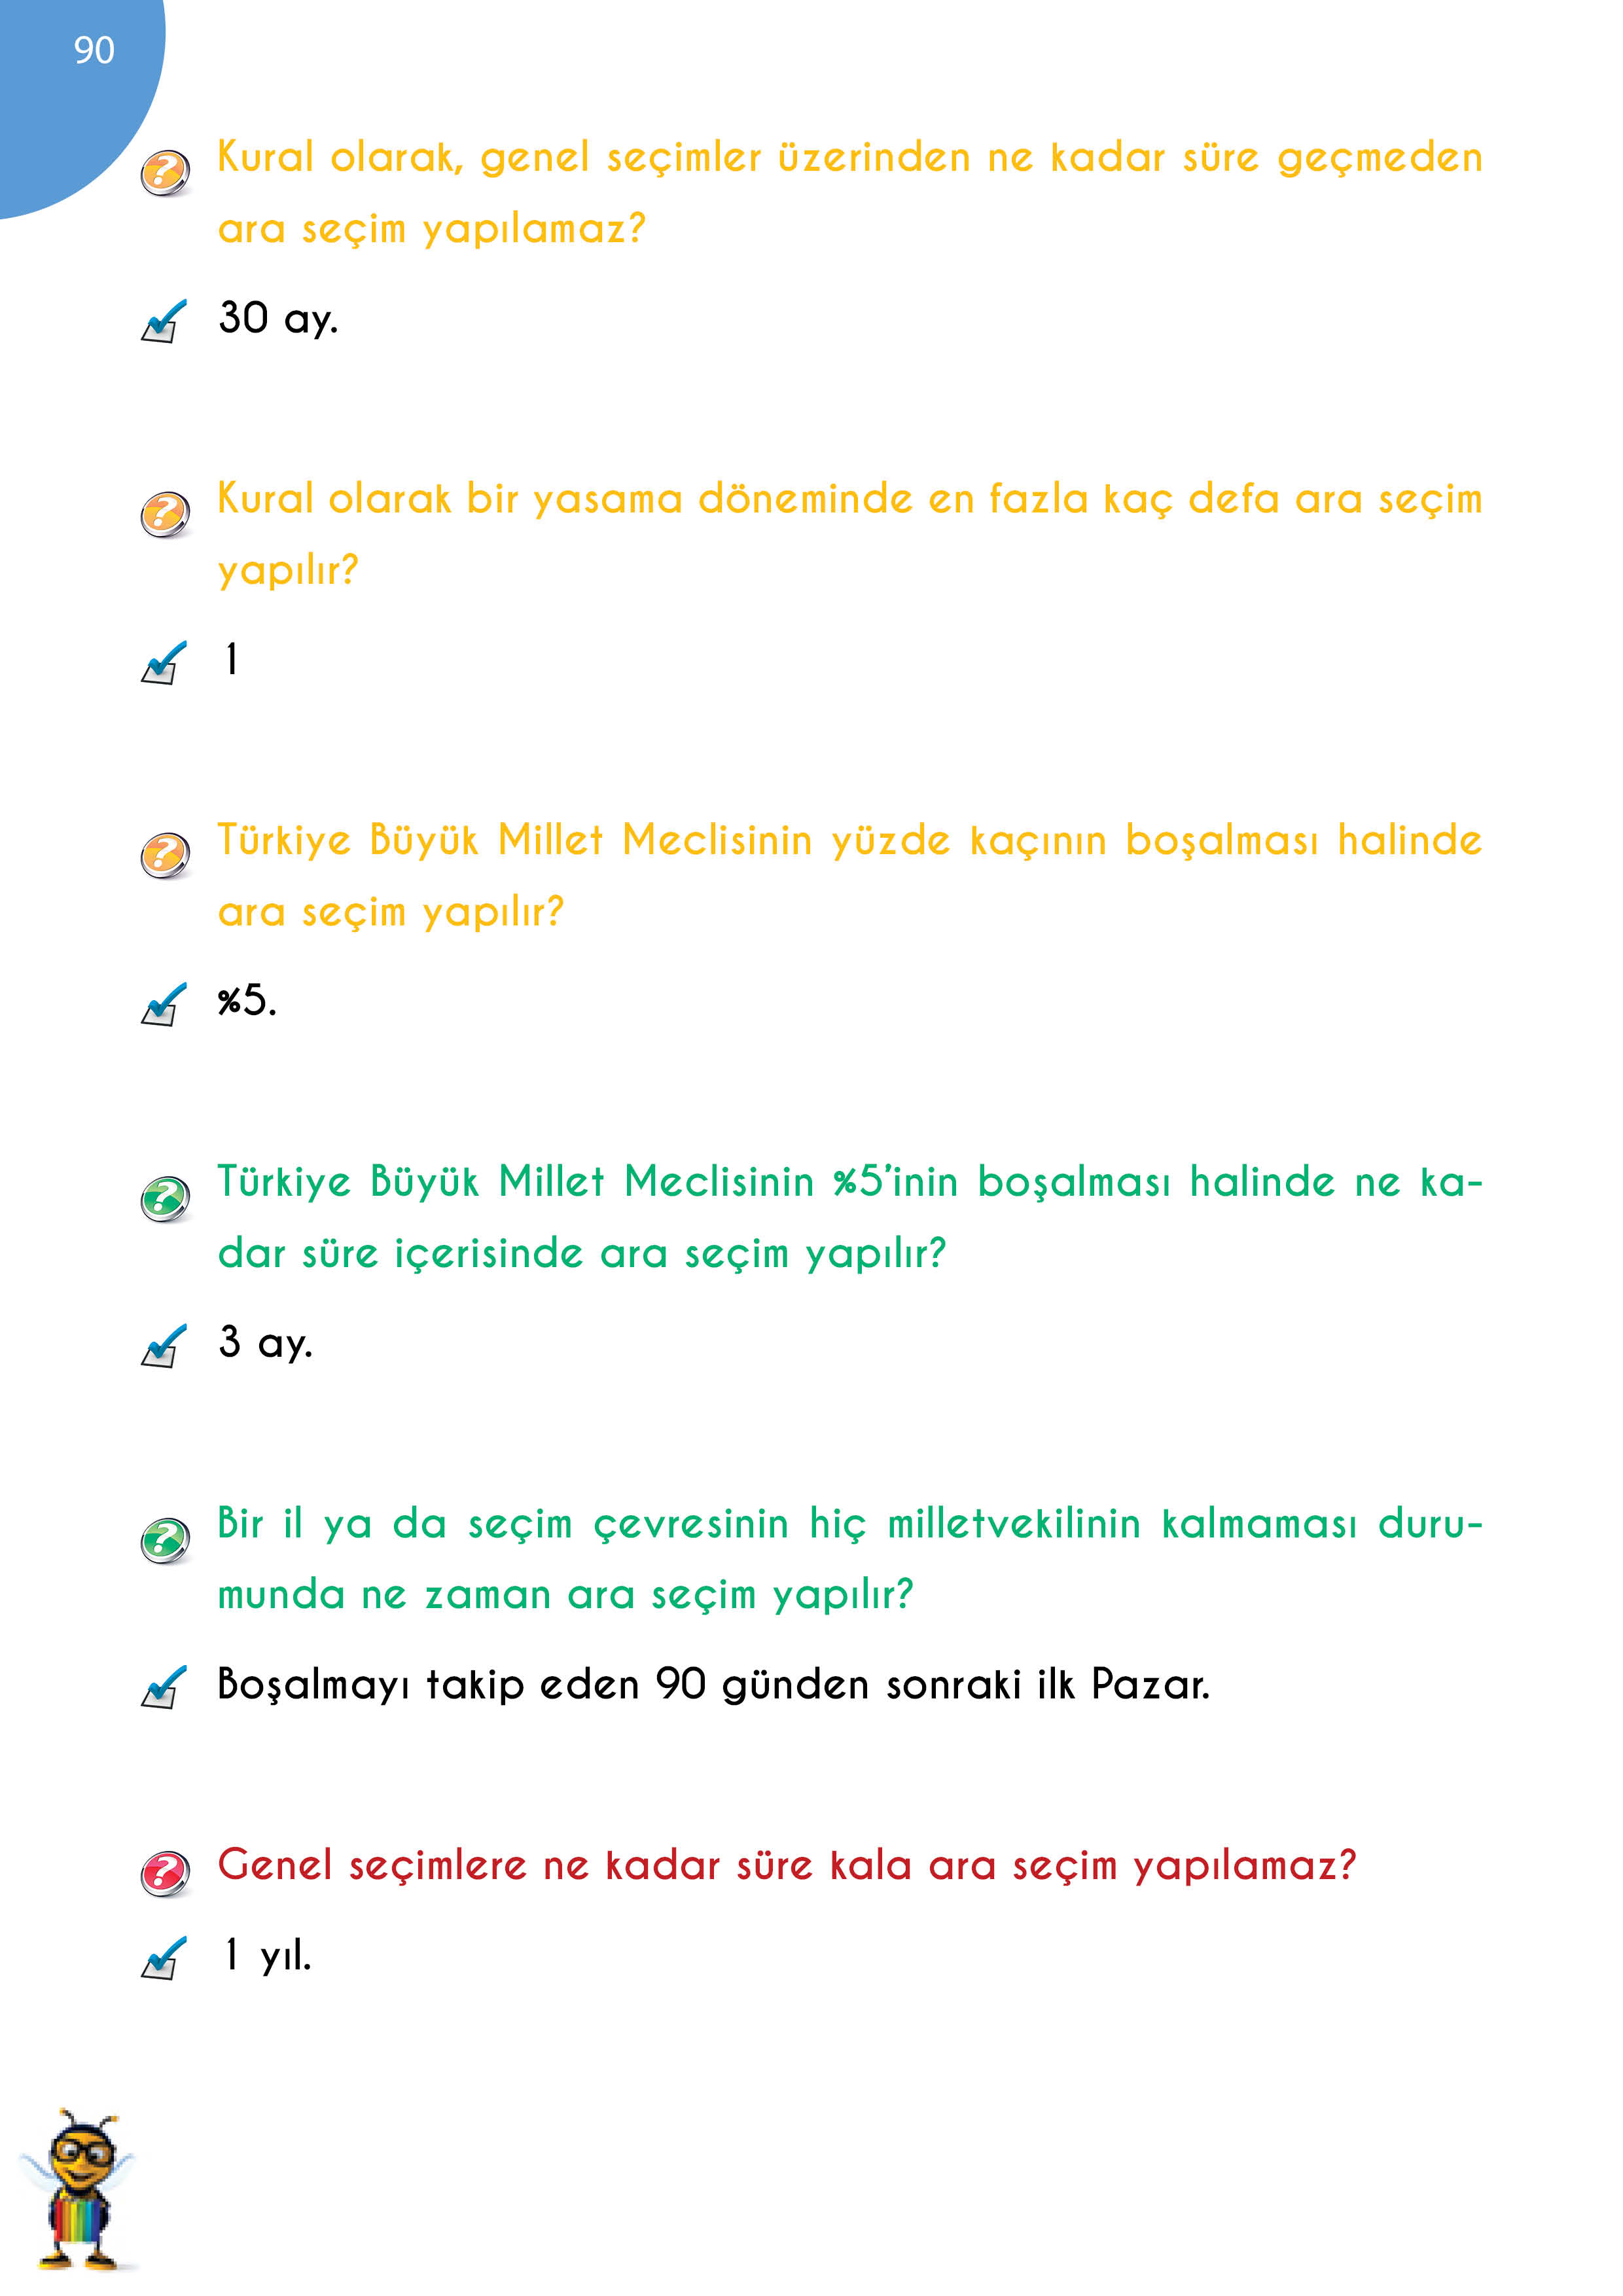 90
Kural olarak, genel seçimler üzerinden ne kadar süre geçmeden
ara seçim yapılamaz?
30 ay.
Kural olarak bir yasama döneminde en fazla kaç defa ara seçim
yapılır?
1
Türkiye Büyük Millet Meclisinin yüzde kaçının boşalması halinde
ara seçim yapılır?
%5.
Türkiye Büyük Millet Meclisinin %5'inin boşalması halinde ne ka-
dar süre içerisinde ara seçim yapılır?
3 ay.
Bir il ya da seçim çevresinin hiç milletvekilinin kalmaması duru-
munda ne zaman ara seçim yapılır?
Boşalmayı takip eden 90 günden sonraki ilk Pazar.
Genel seçimlere ne kadar süre kala ara seçim yapılamaz?
1 yıl.